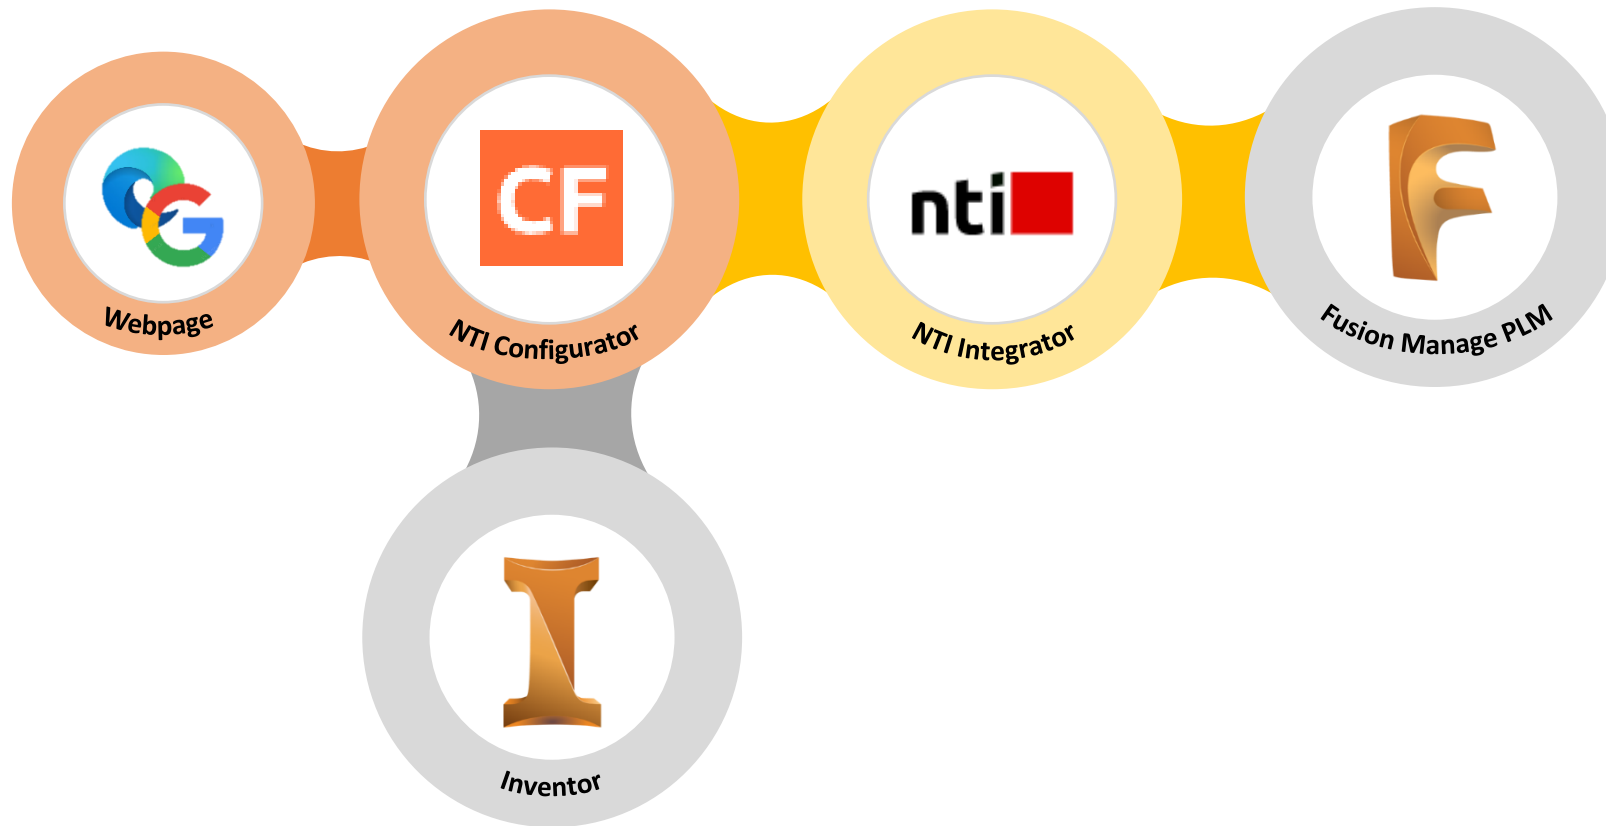 CF
nti
Webpage
NTI Configurator
NTI Integrator
Fusion Manage PLM
Inventor